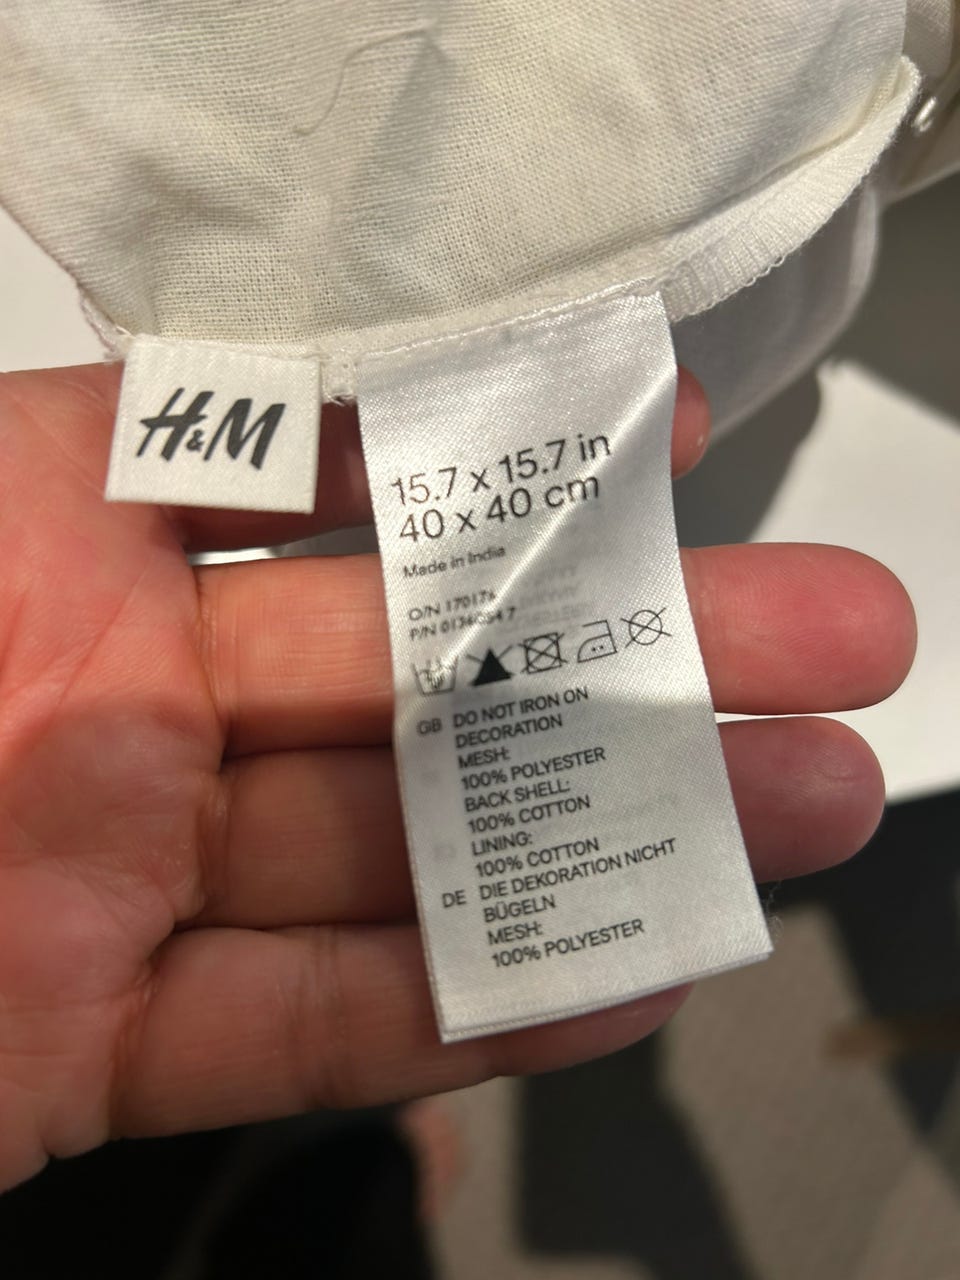 H&M
15.7 x 15.7 in
40 x 40 cm
Made in India
O/N 170176
P/N
GB DO NOT IRON ON
DECORATION
MESH:
100% POLYESTER
BACK SHELL:
100% COTTON
LINING:
100% COTTON
DE DIE DEKORATION NICHT
BÜGELN
MESH:
100% POLYESTER